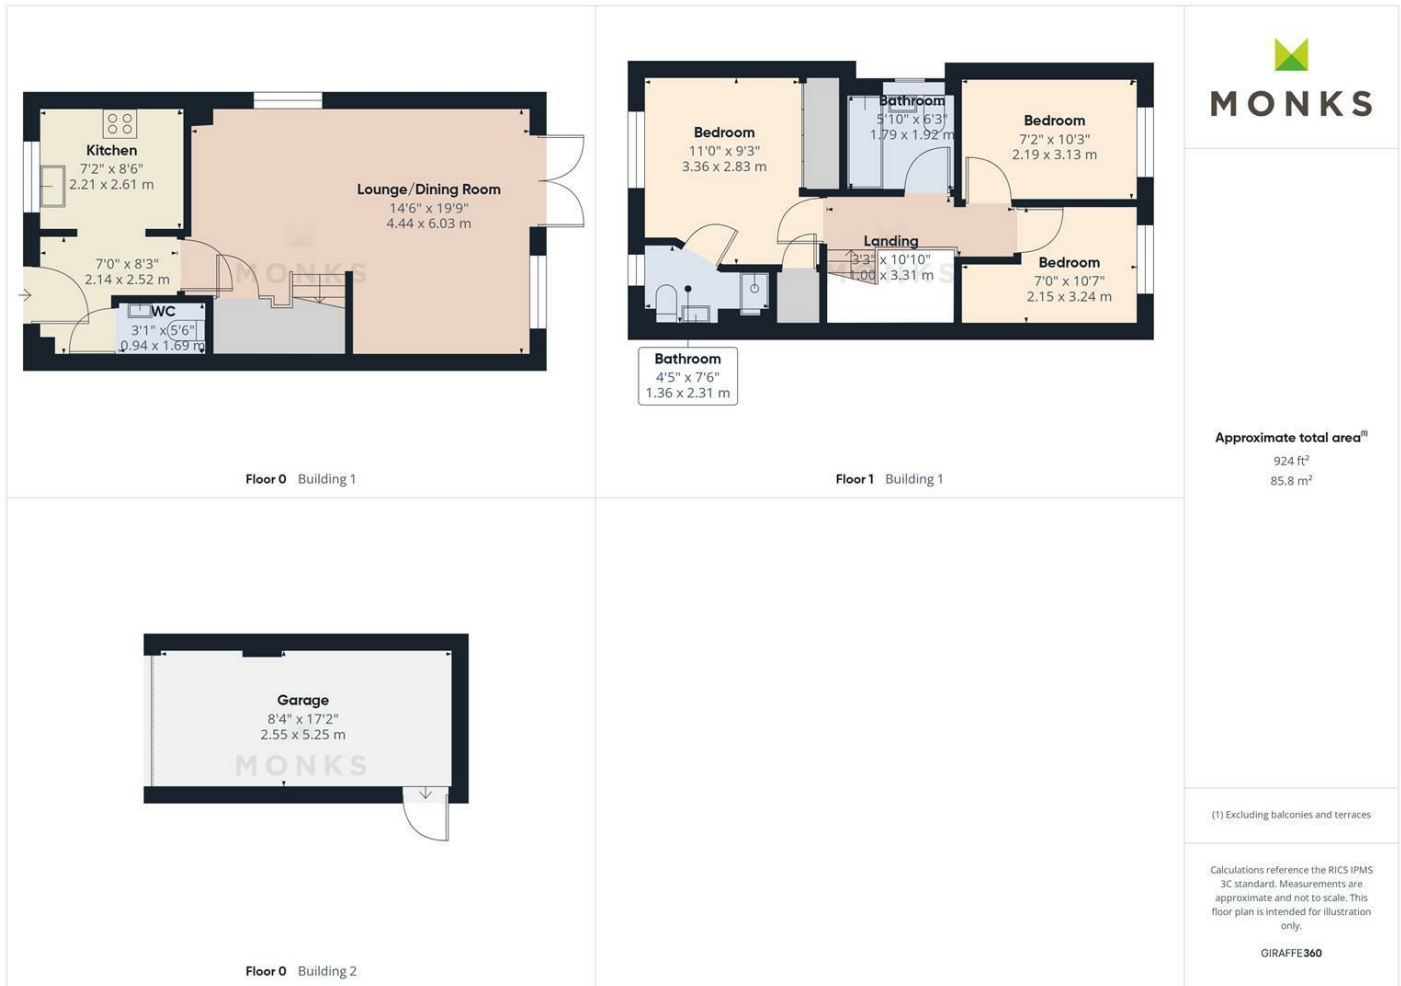 Kitchen
7'2" x 8'6"
2.21 x 2.61 m
Lounge/Dining Room
14'6" x 19'9"
4.44 x 6.03 m
MONKS
7'0" x 8'3"
2.14 x 2.52 m
WC
3'1" x 5'6"
0.94 x 1.69 m
Floor 0 Building 1
Bedroom
11'0" x 9'3"
3.36 x 2.83 m
Bathroom
5'10" x 6'3"
1.79 x 1.92 m
Bedroom
7'2" x 10'3"
2.19 x 3.13 m
Landing
3'3" x 10'10"
1.00 x 3.31 m
MONKS
Bedroom
7'0" x 10'7"
2.15 x 3.24 m
Bathroom
4'5" x 7'6"
1.36 x 2.31 m
Floor 1 Building 1
Garage
8'4" x 17'2"
2.55 x 5.25 m
MONKS
Floor 0 Building 2
MONKS
Approximate total area(1)
924 ft²
85.8 m²
(1) Excluding balconies and terraces
Calculations reference the RICS IPMS
3C standard. Measurements are
approximate and not to scale. This
floor plan is intended for illustration
only.
GIRAFFE360